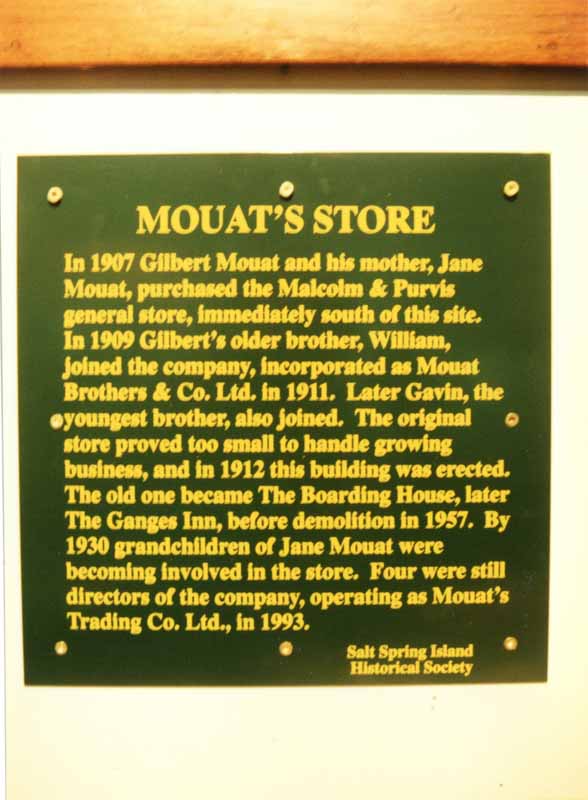 MOUAT'S STORE
In 1907 Gilbert Mouat and his mother, Jane
Mouat, purchased the Malcolm & Purvis
general store, immediately south of this site.
In 1909 Gilbert's older brother, William,
joined the company, incorporated as Mouat
Brothers & Co. Ltd. in 1911. Later Gavin, the
youngest brother, also joined. The original
store proved too small to handle growing
business, and in 1912 this building was erected.
The old one became The Boarding House, later
The Ganges Inn, before demolition in 1957. By
1930 grandchildren of Jane Mouat were
becoming involved in the store. Four were still
directors of the company, operating as Mouat's
Trading Co. Ltd., in 1993.
Salt Spring Island
Historical Society